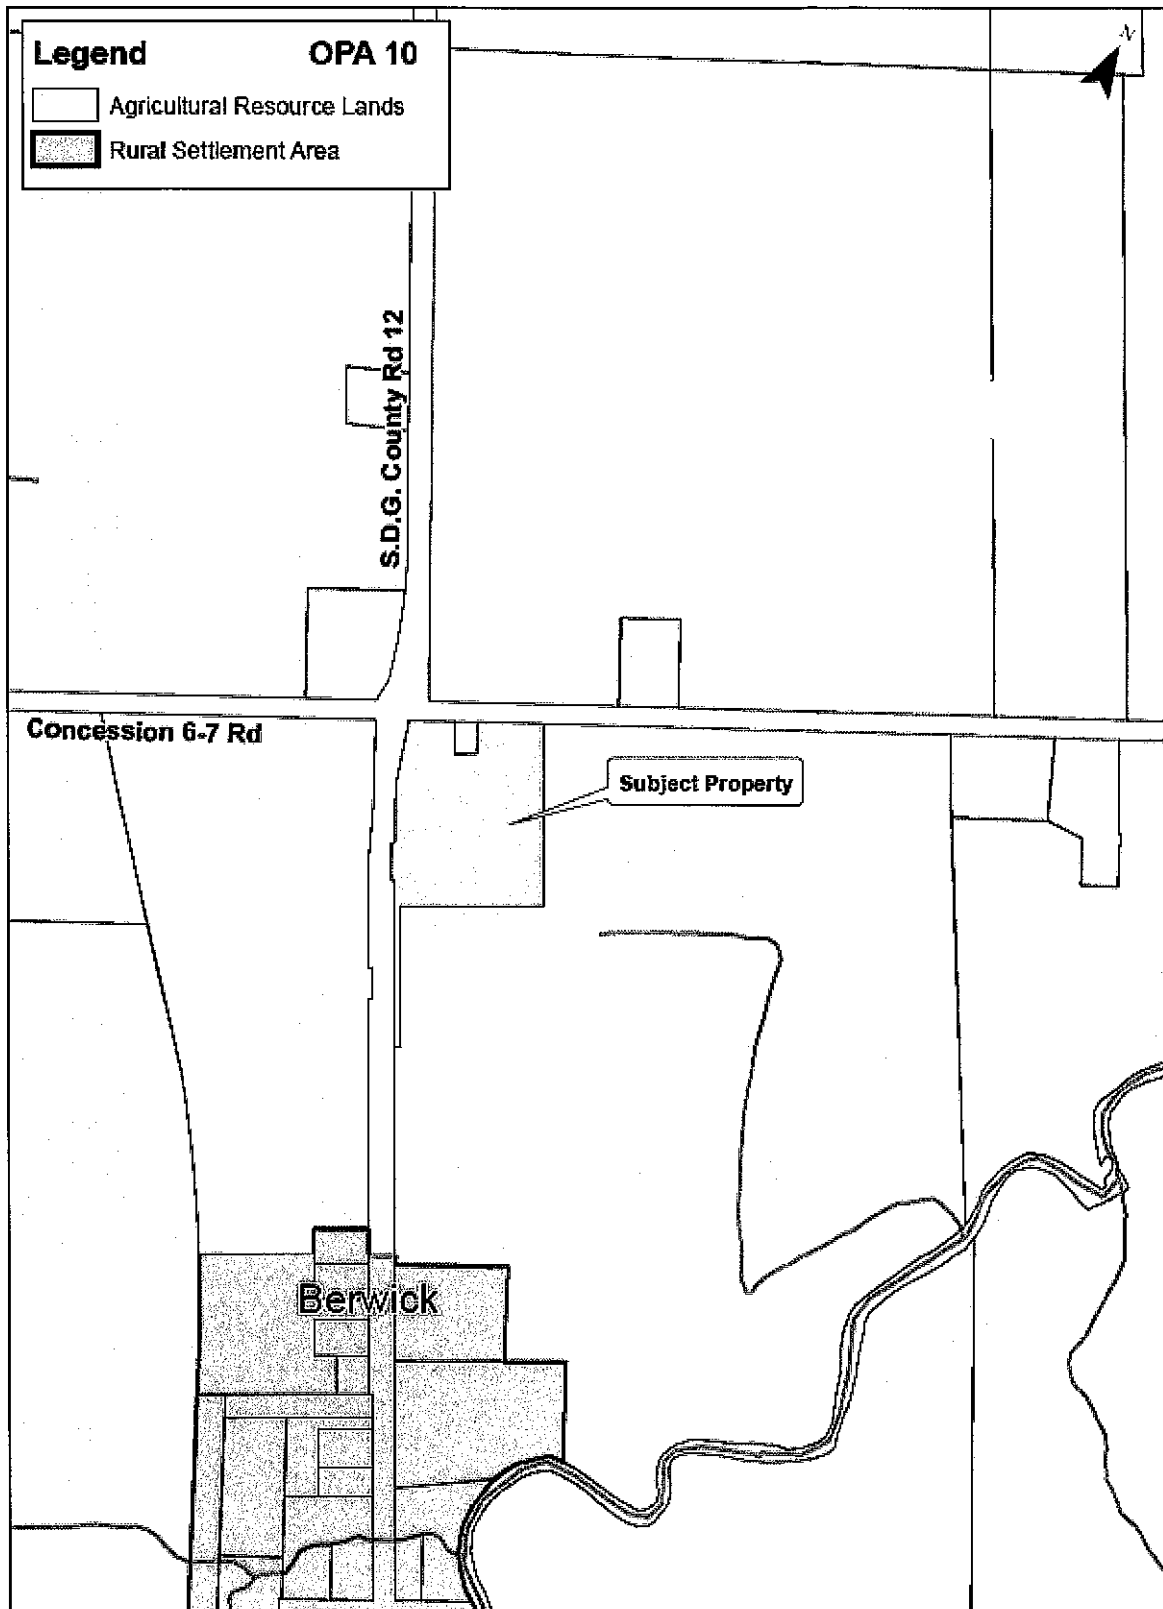 Legend OPA 10
Agricultural Resource Lands
Rural Settlement Area
N
S.D.G. County Rd 12
Concession 6-7 Rd
Subject Property
Berwick